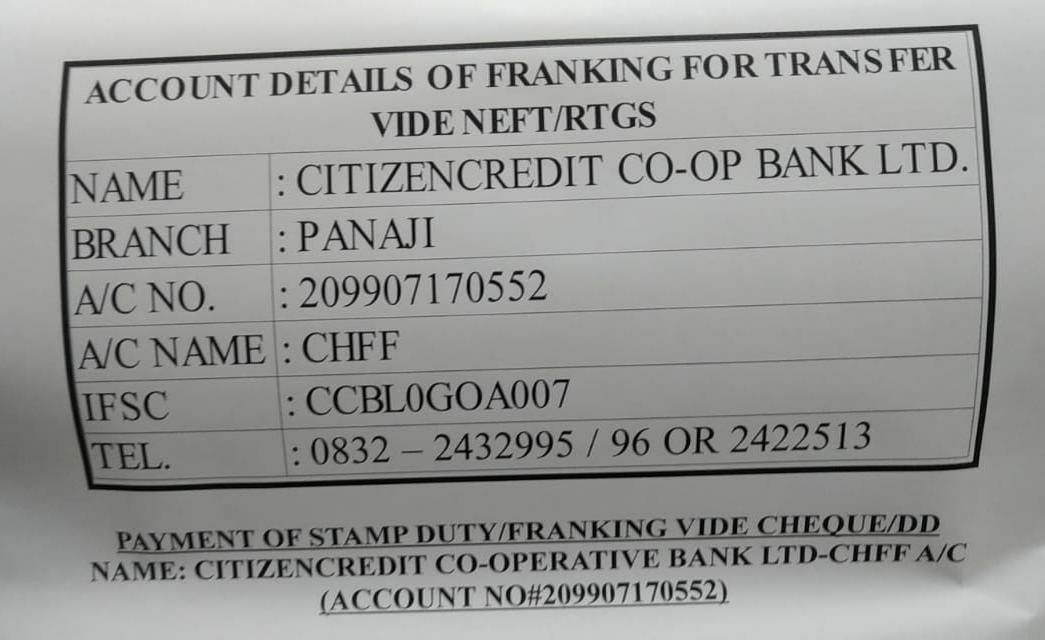 ACCOUNT DETAILS OF FRANKING FOR TRANSFER
VIDE NEFT/RTGS
NAME : CITIZENCREDIT CO-OP BANK LTD.
BRANCH : PANAJI
A/C NO. : 209907170552
A/C NAME : CHFF
IFSC : CCBL0GOA007
TEL. : 0832 – 2432995 / 96 OR 2422513
PAYMENT OF STAMP DUTY/FRANKING VIDE CHEQUE/DD
NAME: CITIZENCREDIT CO-OPERATIVE BANK LTD-CHFF A/C
(ACCOUNT NO#209907170552)